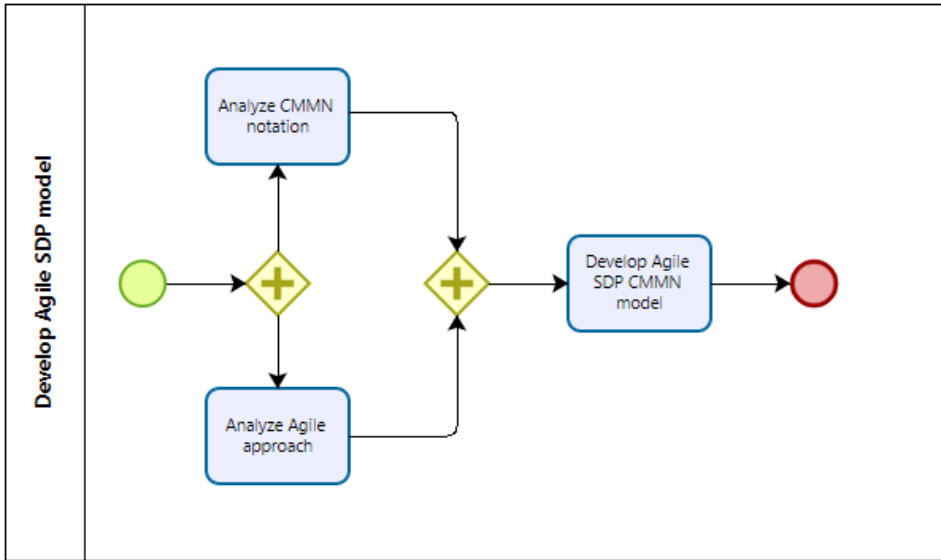 Develop Agile SDP model
Analyze CMMN
notation
Develop Agile
SDP CMMN
model
Analyze Agile
approach